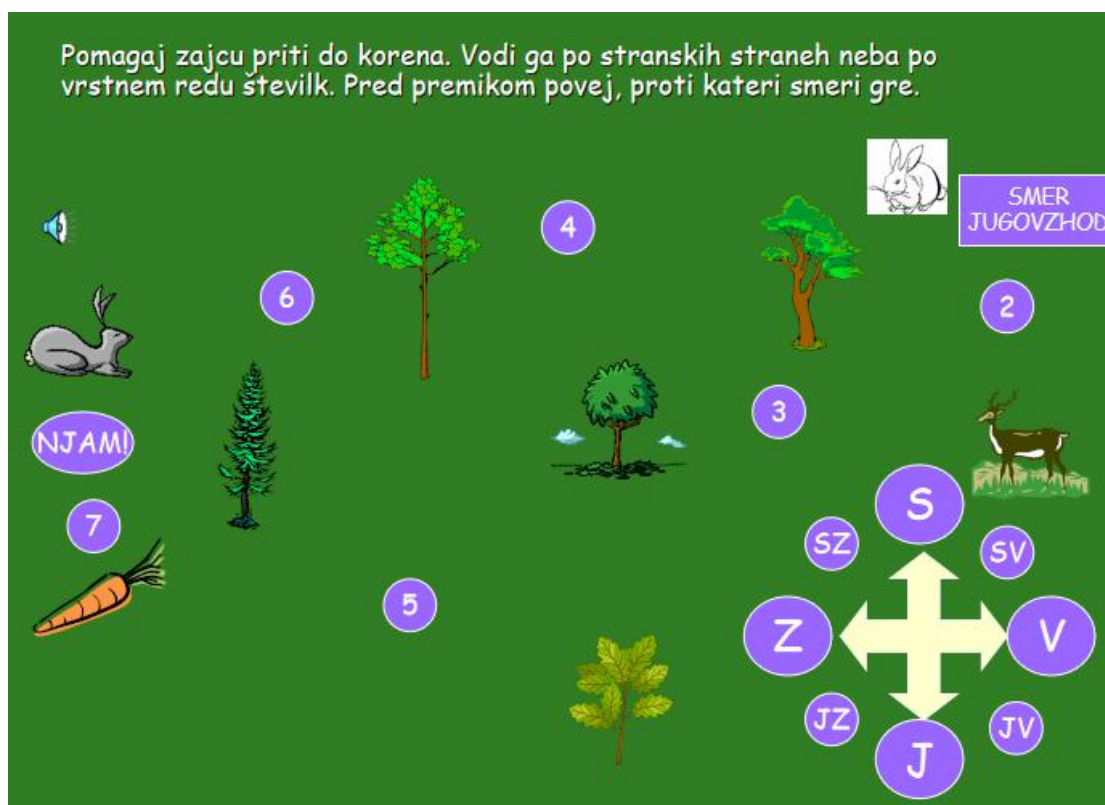 Pomagaj zajcu priti do korena. Vodi ga po stranskih straneh neba po
vrstnem redu številk. Pred premikom povej, proti kateri smeri gre.
SMER
JUGOVZHOD
4
6
2
3
NJAM!
7
5
S
SZ
SV
Z
V
JZ
JV
J